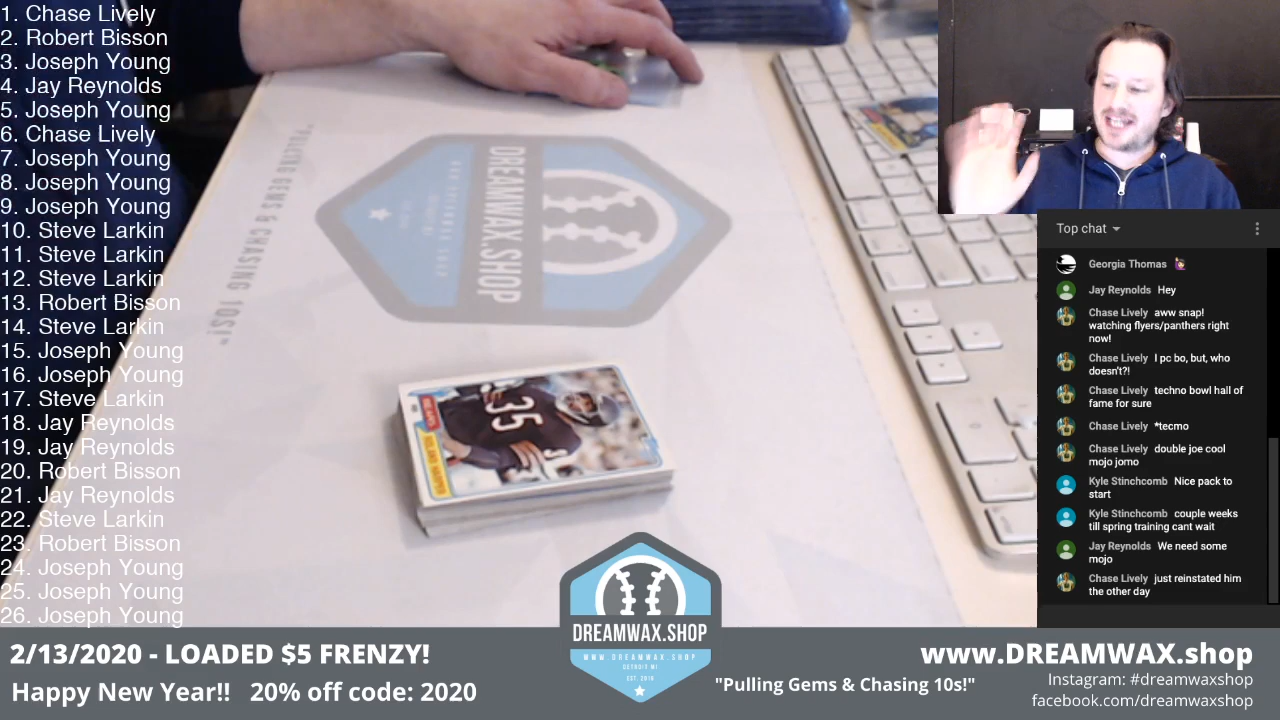 1. Chase Lively
2. Robert Bisson
3. Joseph Young
4. Jay Reynolds
5. Joseph Young
6. Chase Lively
7. Joseph Young
8. Joseph Young
9. Joseph Young
10. Steve Larkin
11. Steve Larkin
12. Steve Larkin
13. Robert Bisson
14. Steve Larkin
15. Joseph Young
16. Joseph Young
17. Steve Larkin
18. Jay Reynolds
19. Jay Reynolds
20. Robert Bisson
21. Jay Reynolds
22. Steve Larkin
23. Robert Bisson
24. Joseph Young
25. Joseph Young
26. Joseph Young
"PULLING GEMS & CHASING 10S!"
DREAMWAX.SHOP
35
BEARS
Top chat
Georgia Thomas
Jay Reynolds Hey
Chase Lively aww snap!
watching flyers/panthers right
now!
Chase Lively I pc bo, but, who
doesn't?!
Chase Lively techno bowl hall of
fame for sure
Chase Lively *tecmo
Chase Lively double joe cool
mojo jomo
Kyle Stinchcomb Nice pack to
start
Kyle Stinchcomb couple weeks
till spring training cant wait
Jay Reynolds We need some
mojo
Chase Lively just reinstated him
the other day
2/13/2020 - LOADED $5 FRENZY!
Happy New Year!! 20% off code: 2020
DREAMWAX.SHOP
WWW.DREAMWAX.SHOP
DETROIT MI
EST. 2019
www.DREAMWAX.shop
"Pulling Gems & Chasing 10s!"
Instagram: #dreamwaxshop
facebook.com/dreamwaxshop